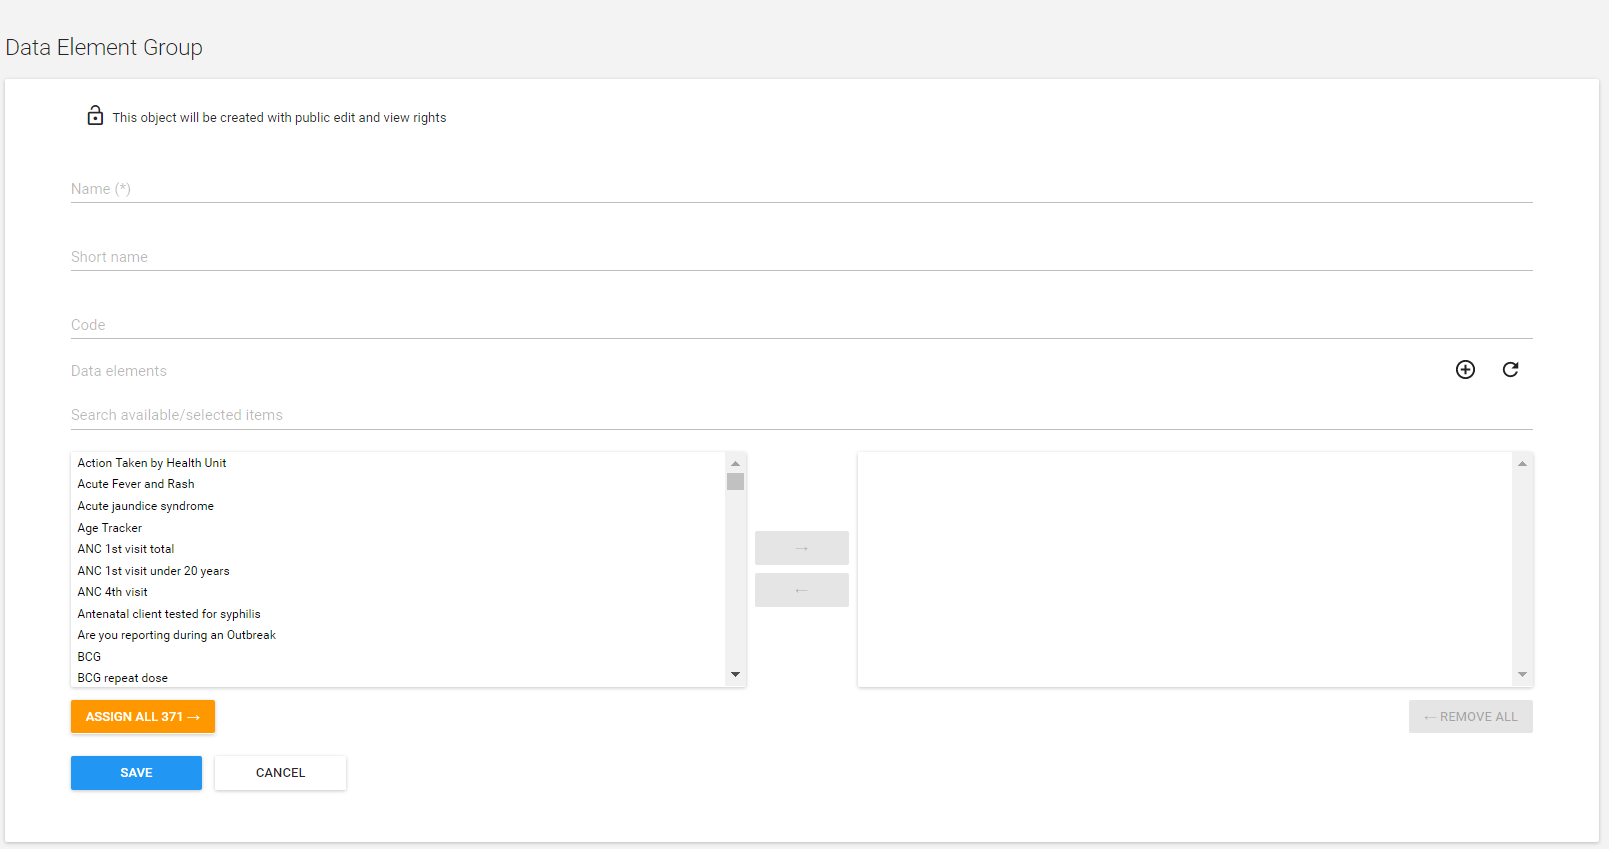 Data Element Group
This object will be created with public edit and view rights
Name (*)
Short name
Code
Data elements
Search available/selected items
Action Taken by Health Unit
Acute Fever and Rash
Acute jaundice syndrome
Age Tracker
ANC 1st visit total
ANC 1st visit under 20 years
ANC 4th visit
Antenatal client tested for syphilis
Are you reporting during an Outbreak
BCG
BCG repeat dose
→
←
ASSIGN ALL 371 →
← REMOVE ALL
SAVE CANCEL